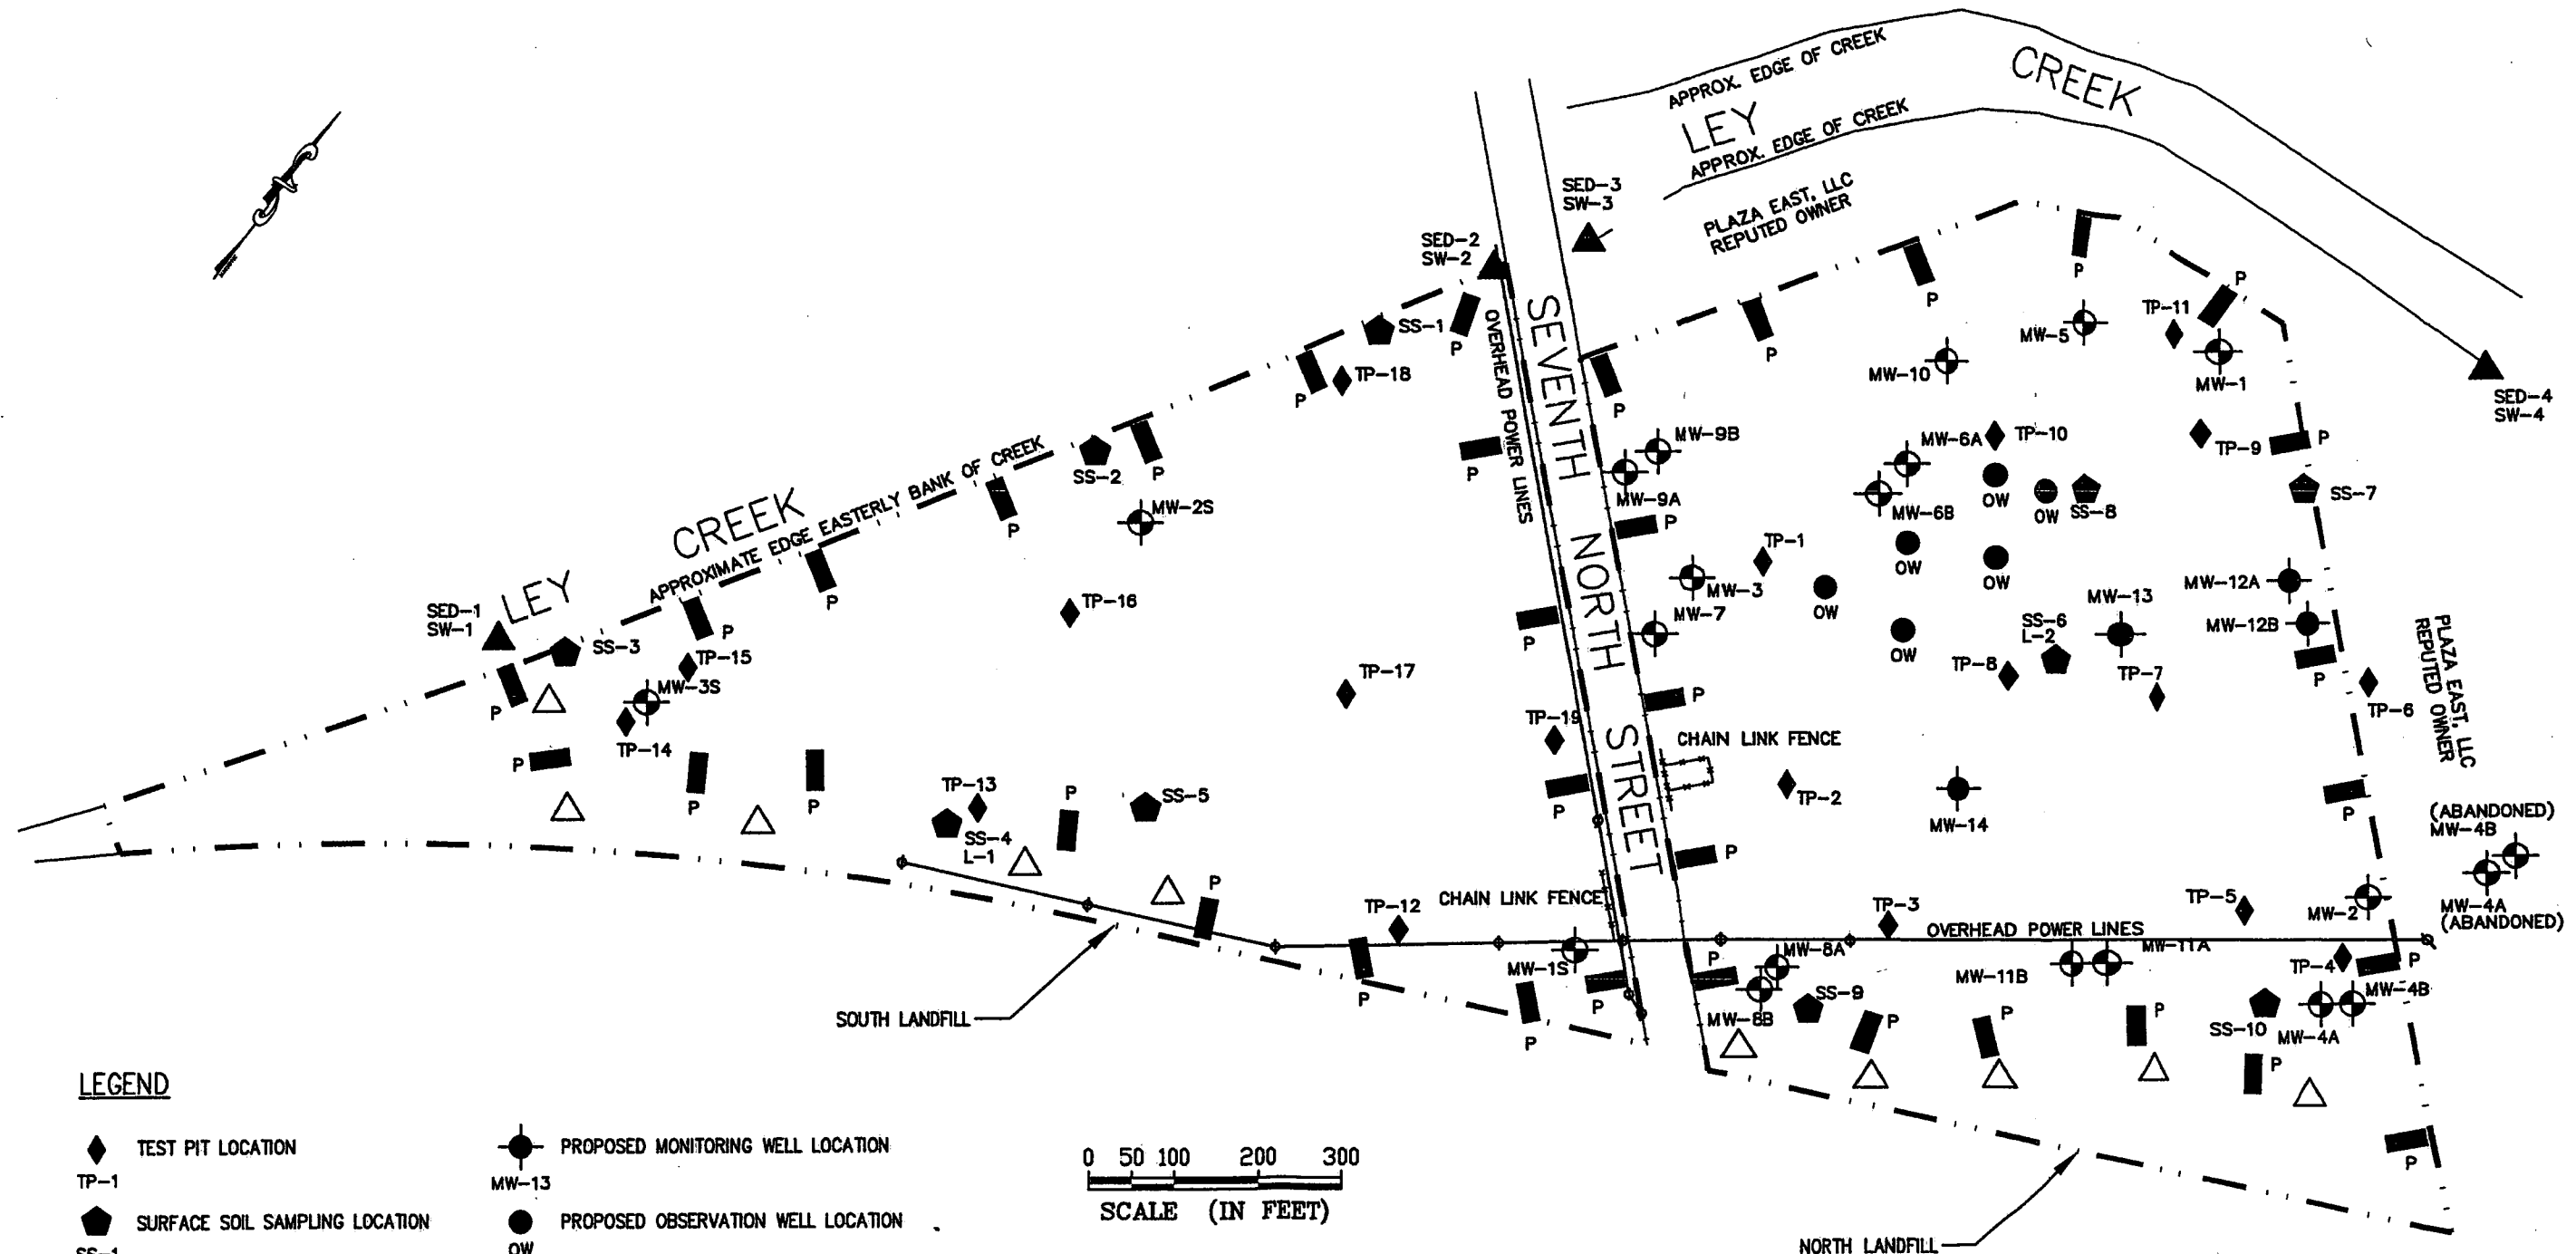 APPROX. EDGE OF CREEK
CREEK
LEY
APPROX. EDGE OF CREEK
SED-3
SW-3
PLAZA EAST, LLC
REPUTED OWNER
SED-2
SW-2
P
P
TP-11
SS-1
P
P
P
MW-5
MW-10
MW-1
TP-18
P
P
SED-4
SW-4
OVERHEAD POWER LINES
SEVENTH NORTH STREET
MW-9B
MW-6A
TP-10
TP-9
P
SS-2
P
P
MW-9A
OW
SS-7
MW-2S
P
MW-6B
OW
SS-8
P
CREEK
APPROXIMATE EDGE EASTERLY BANK OF CREEK
TP-1
OW
OW
MW-12A
LEY
P
TP-16
MW-3
OW
MW-13
SED-1
SW-1
MW-7
SS-6
L-2
MW-12B
PLAZA EAST, LLC
REPUTED OWNER
SS-3
P
P
OW
TP-15
TP-17
TP-8
TP-7
P
MW-3S
P
TP-6
P
TP-19
TP-14
CHAIN LINK FENCE
P
TP-13
P
P
TP-2
P
P
P
SS-5
MW-14
(ABANDONED)
MW-4B
SS-4
L-1
P
P
CHAIN LINK FENCE
TP-12
TP-3
TP-5
MW-2
MW-4A
(ABANDONED)
OVERHEAD POWER LINES
P
MW-8A
MW-11A
MW-1S
MW-11B
TP-4
P
P
P
SS-9
MW-4B
SOUTH LANDFILL
MW-8B
P
P
P
SS-10
MW-4A
P
P
P
LEGEND
TEST PIT LOCATION
TP-1
PROPOSED MONITORING WELL LOCATION
MW-13
0 50 100 200 300
SCALE (IN FEET)
SURFACE SOIL SAMPLING LOCATION
SS-1
PROPOSED OBSERVATION WELL LOCATION
OW
NORTH LANDFILL